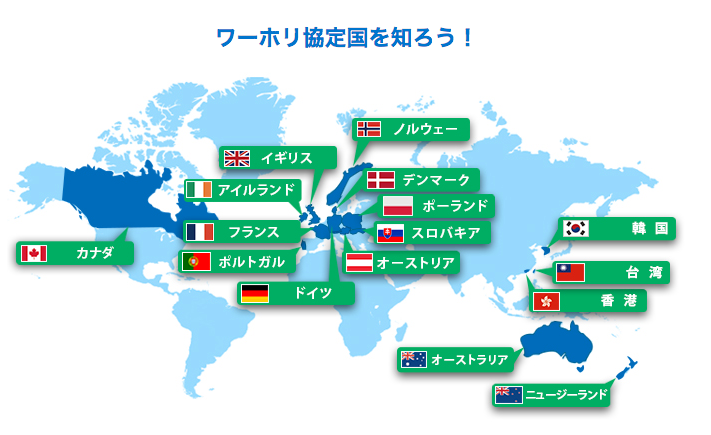 ワーホリ協定国を知ろう！
ノルウェー
イギリス
デンマーク
アイルランド
ポーランド
フランス
スロバキア
韓 国
カナダ
ポルトガル
オーストリア
台 湾
ドイツ
香 港
オーストラリア
ニュージーランド